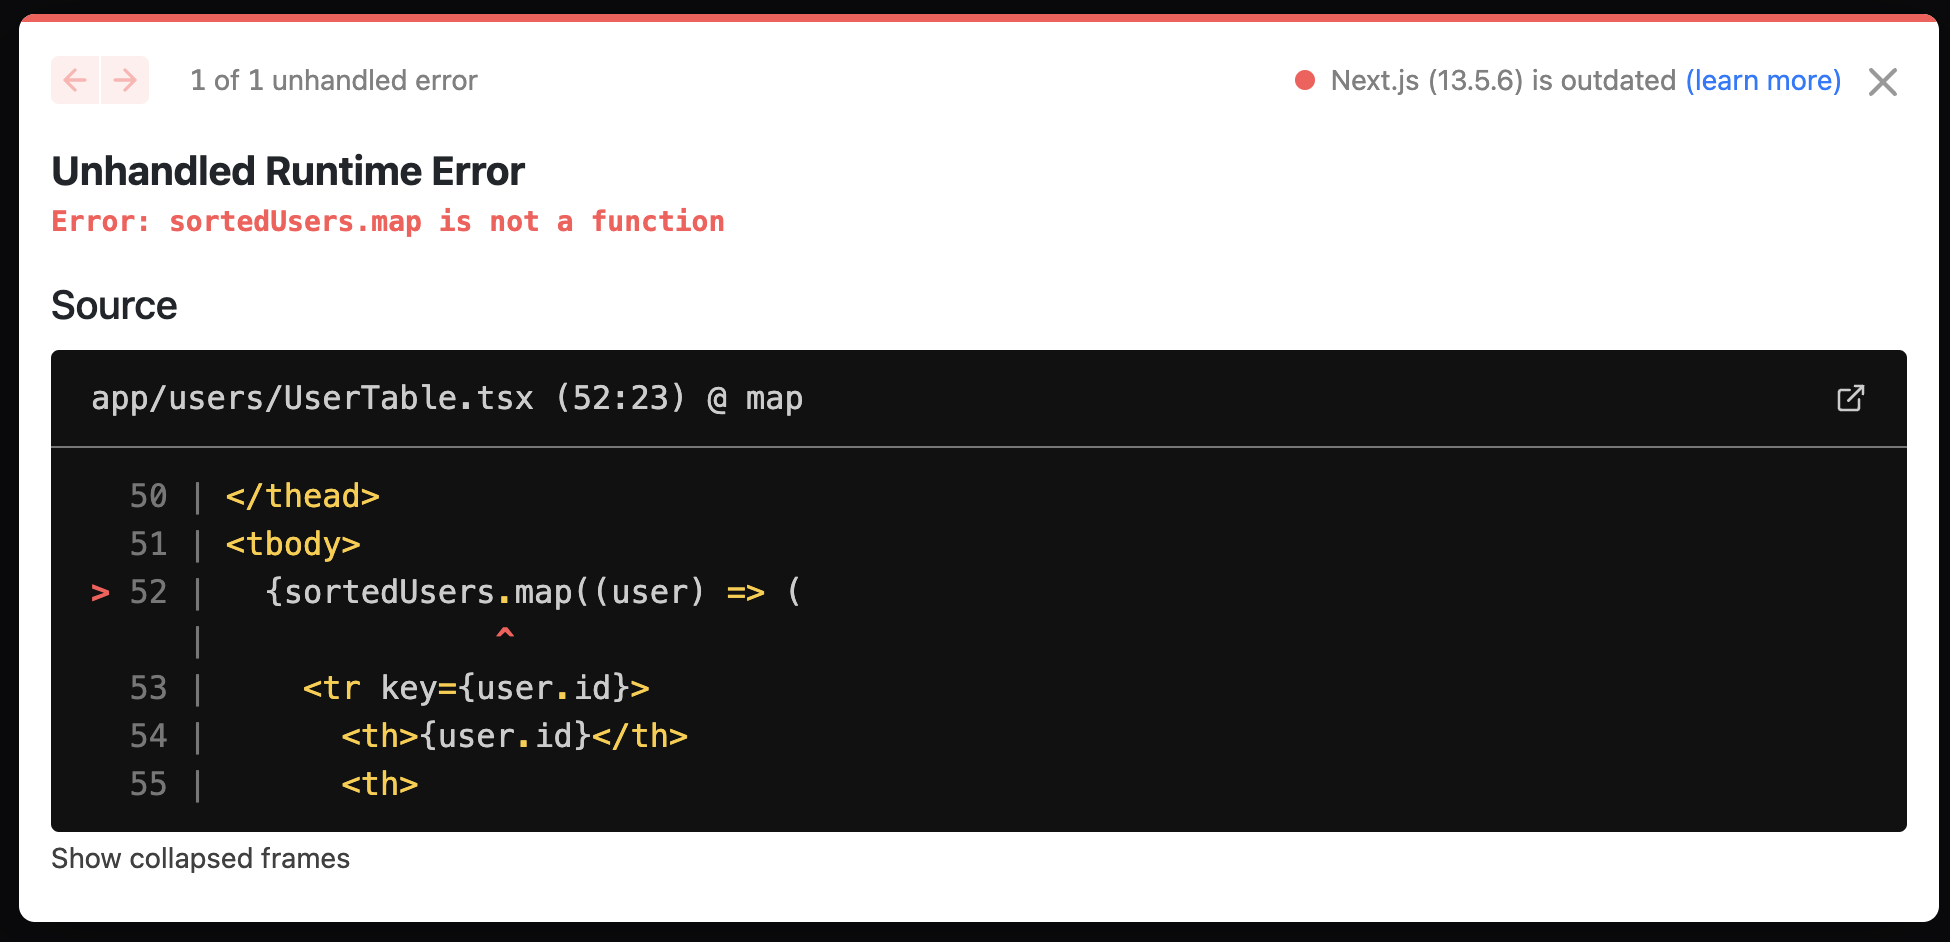 1 of 1 unhandled error
Next.js (13.5.6) is outdated (learn more)
Unhandled Runtime Error
Error: sortedUsers.map is not a function
Source
app/users/UserTable.tsx (52:23) @ map
  50 | </thead>
  51 | <tbody>
> 52 |   {sortedUsers.map((user) => (
     |               ^
  53 |     <tr key={user.id}>
  54 |       <th>{user.id}</th>
  55 |       <th>
Show collapsed frames